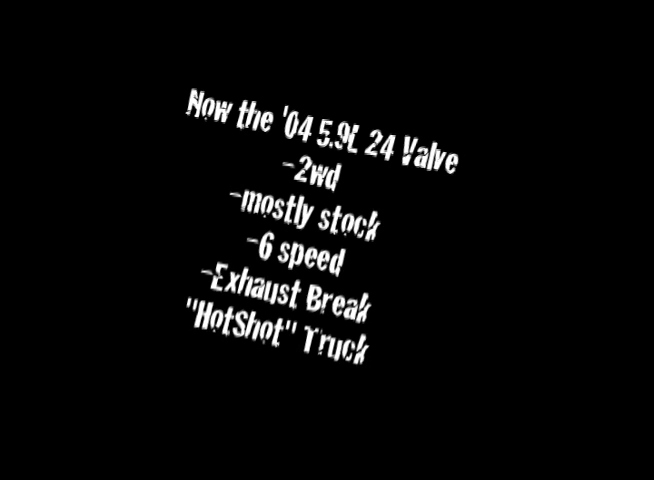 Now the '04 5.9L 24 Valve
-2wd
-mostly stock
-6 speed
-Exhaust Break
"HotShot" Truck